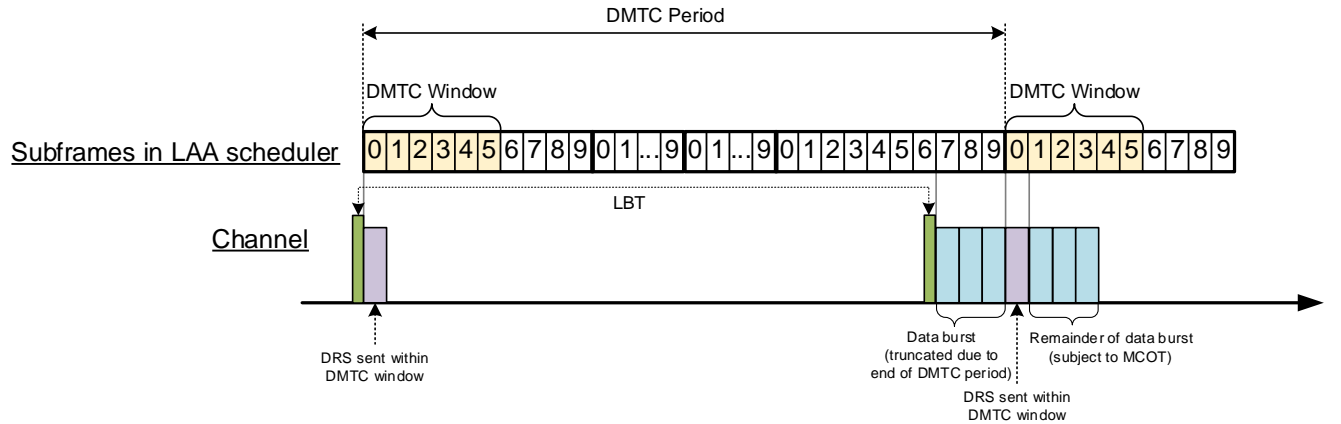 DMTC Period
DMTC Window
DMTC Window
Subframes in LAA scheduler
0 1 2 3 4 5 6 7 8 9 0 1 ... 9 0 1 ... 9 0 1 2 3 4 5 6 7 8 9 0 1 2 3 4 5 6 7 8 9
LBT
Channel
DRS sent within
DMTC window
Data burst
(truncated due to
end of DMTC period)
DRS sent within
DMTC window
Remainder of data burst
(subject to MCOT)